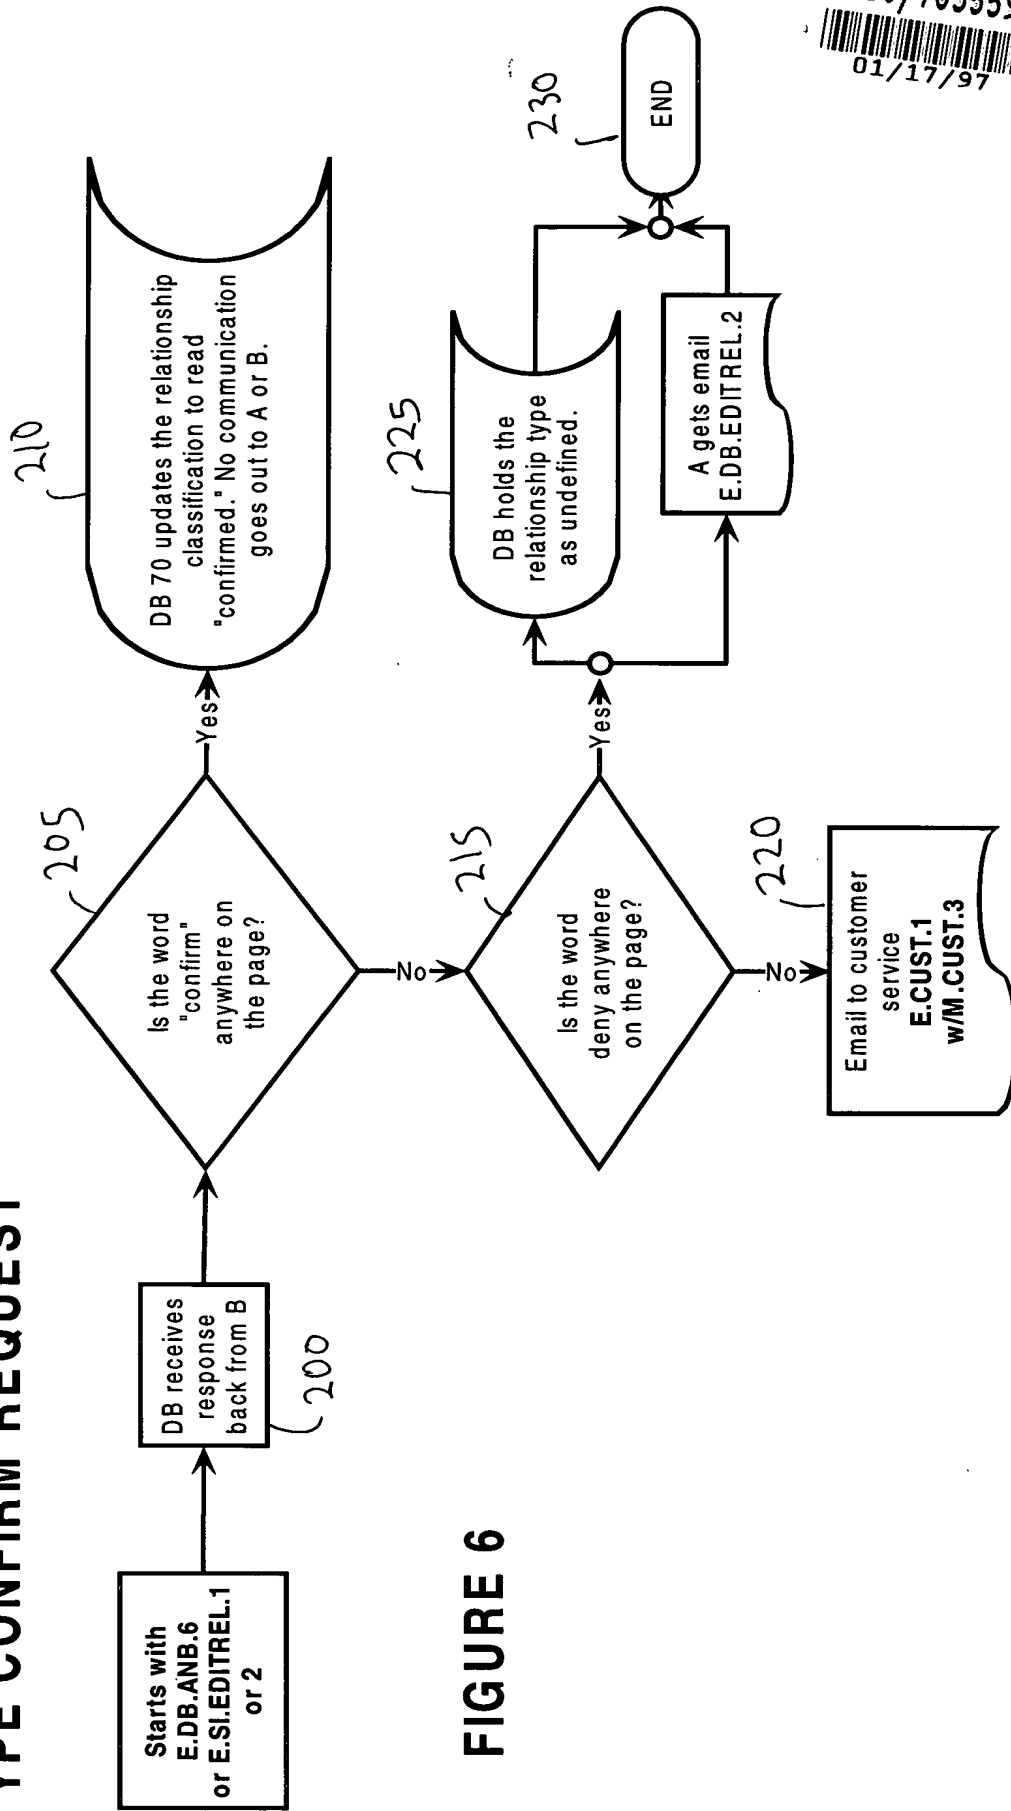 YPE CONFIRM REQUEST
01/17/97
Starts with
E.DB.ANB.6
or E.SI.EDITREL.1
or 2
DB receives
response
back from B
200
Is the word
"confirm"
anywhere on
the page?
205
Yes
DB 70 updates the relationship
classification to read
"confirmed." No communication
goes out to A or B.
210
No
Is the word
deny anywhere
on the page?
215
Yes
DB holds the
relationship type
as undefined.
225
A gets email
E.DB.EDITREL.2
END
230
No
Email to customer
service
E.CUST.1
w/M.CUST.3
220
FIGURE 6